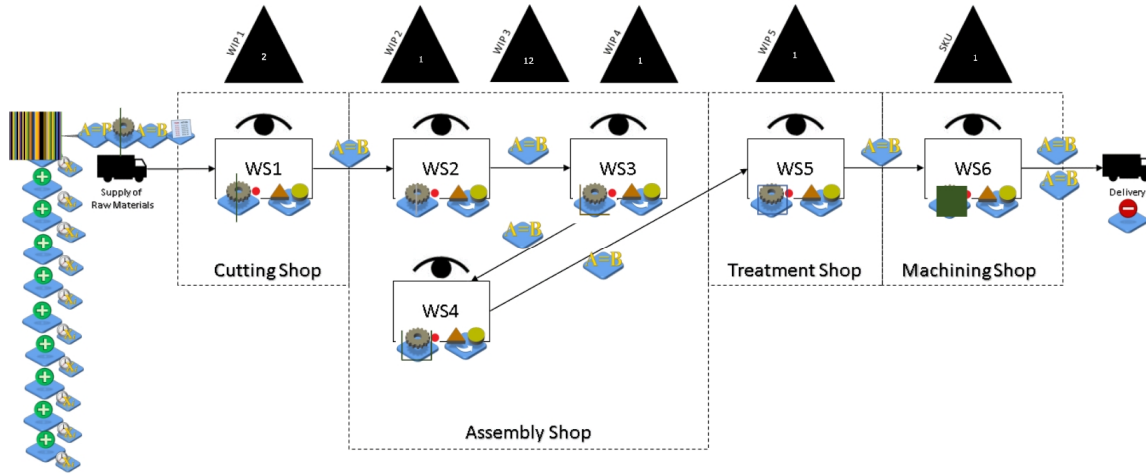 WIP 1
2
WIP 2
1
WIP 3
12
WIP 4
1
WIP 5
1
SKU
1
A=B
A=B
WS1
A=B
WS2
A=B
WS3
WS5
A=B
WS6
A=B
A=B
Supply of
Raw Materials
Delivery
A=B
A=B
Cutting Shop
Treatment Shop
Machining Shop
WS4
Assembly Shop